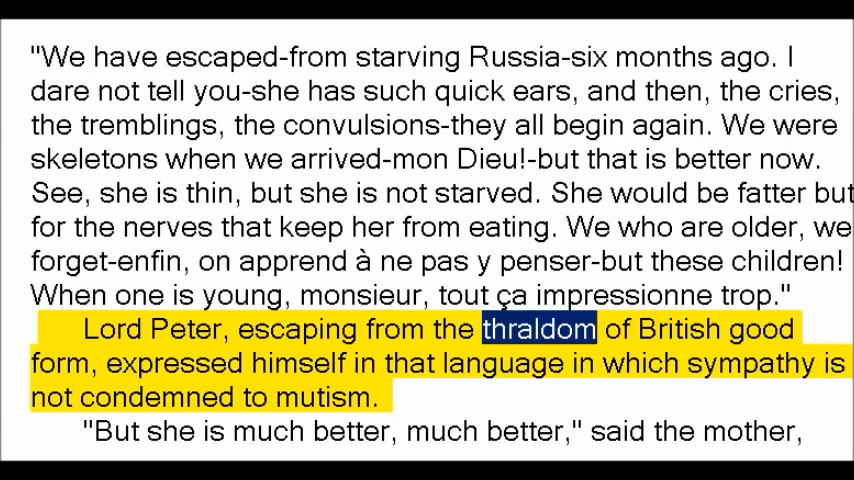 "We have escaped-from starving Russia-six months ago. I
dare not tell you-she has such quick ears, and then, the cries,
the tremblings, the convulsions-they all begin again. We were
skeletons when we arrived-mon Dieu!-but that is better now.
See, she is thin, but she is not starved. She would be fatter but
for the nerves that keep her from eating. We who are older, we
forget-enfin, on apprend à ne pas y penser-but these children!
When one is young, monsieur, tout ça impressionne trop."
Lord Peter, escaping from the thraldom of British good
form, expressed himself in that language in which sympathy is
not condemned to mutism.
"But she is much better, much better," said the mother,